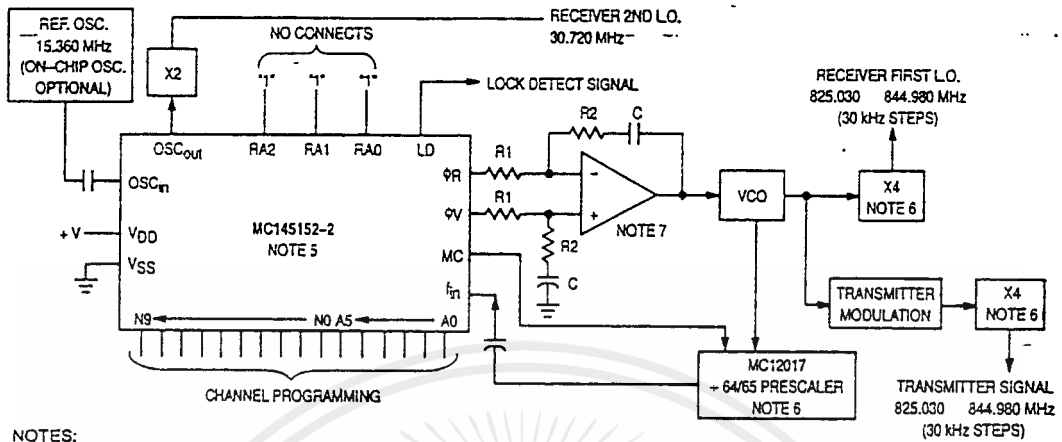 REF. OSC.
15.360 MHz
(ON-CHIP OSC.
OPTIONAL)
X2
NO CONNECTS
"1" "1" "1"
RECEIVER 2ND L.O.
30.720 MHz
LOCK DETECT SIGNAL
RECEIVER FIRST L.O.
825.030 844.980 MHz
(30 kHz STEPS)
OSCout RA2 RA1 RA0 LD
OSCin
+ V VDD
VSS
MC145152-2
NOTE 5
ΦR
ΦV
MC
fin
R1
R1
R2 C
R2
C
−
+
NOTE 7
VCO
X4
NOTE 6
TRANSMITTER
MODULATION
X4
NOTE 6
N9 N0 A5 A0
CHANNEL PROGRAMMING
MC12017
÷ 64/65 PRESCALER
NOTE 6
TRANSMITTER SIGNAL
825.030 844.980 MHz
(30 kHz STEPS)
NOTES: